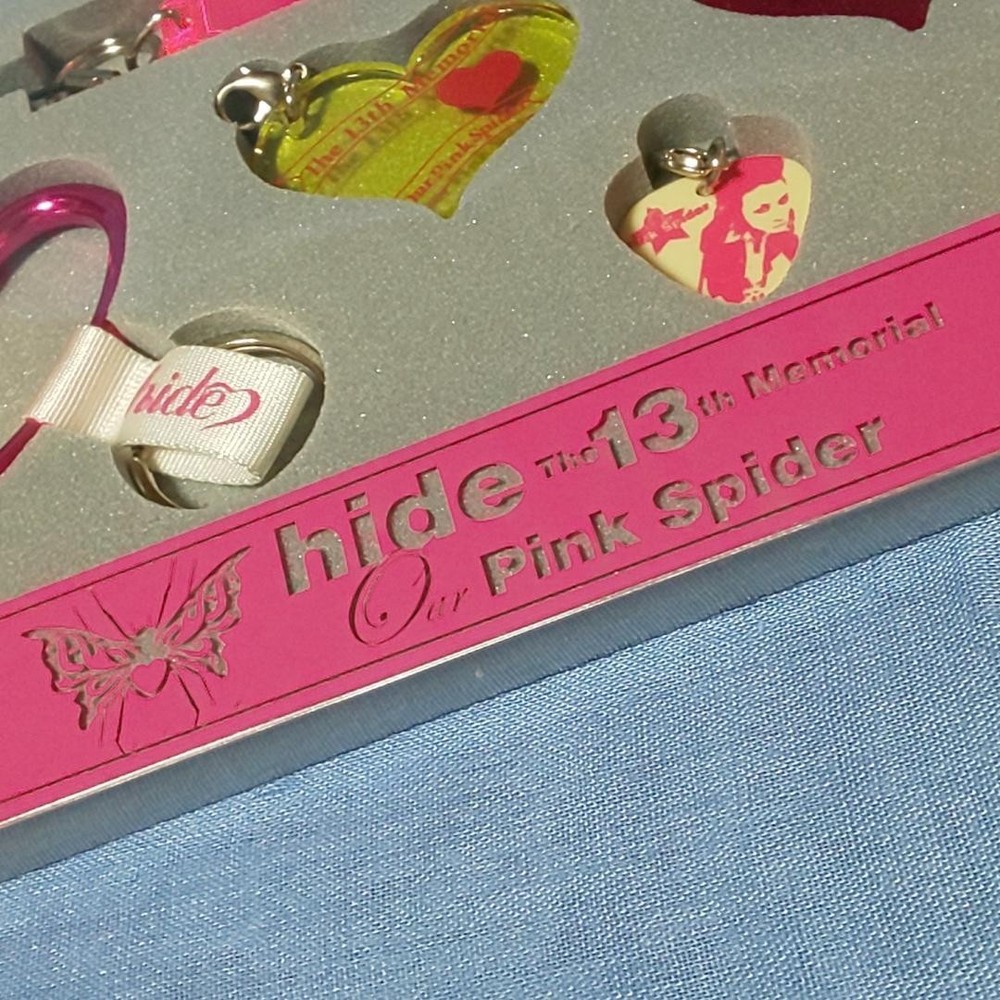 The 13th Memorial
Our Pink Spider
hide
hide The 13th Memorial
Our Pink Spider